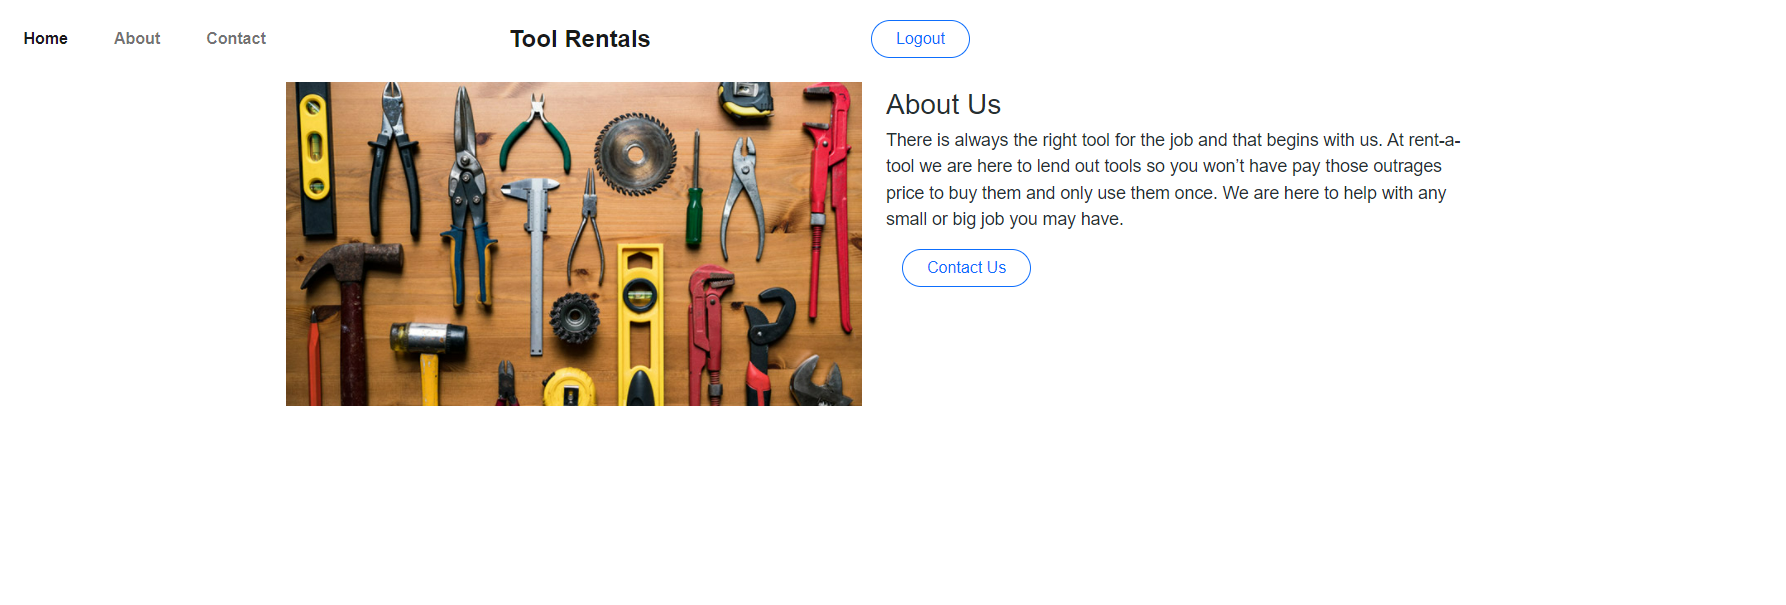 Home About Contact Tool Rentals Logout
About Us
There is always the right tool for the job and that begins with us. At rent-a-
tool we are here to lend out tools so you won't have pay those outrages
price to buy them and only use them once. We are here to help with any
small or big job you may have.
Contact Us